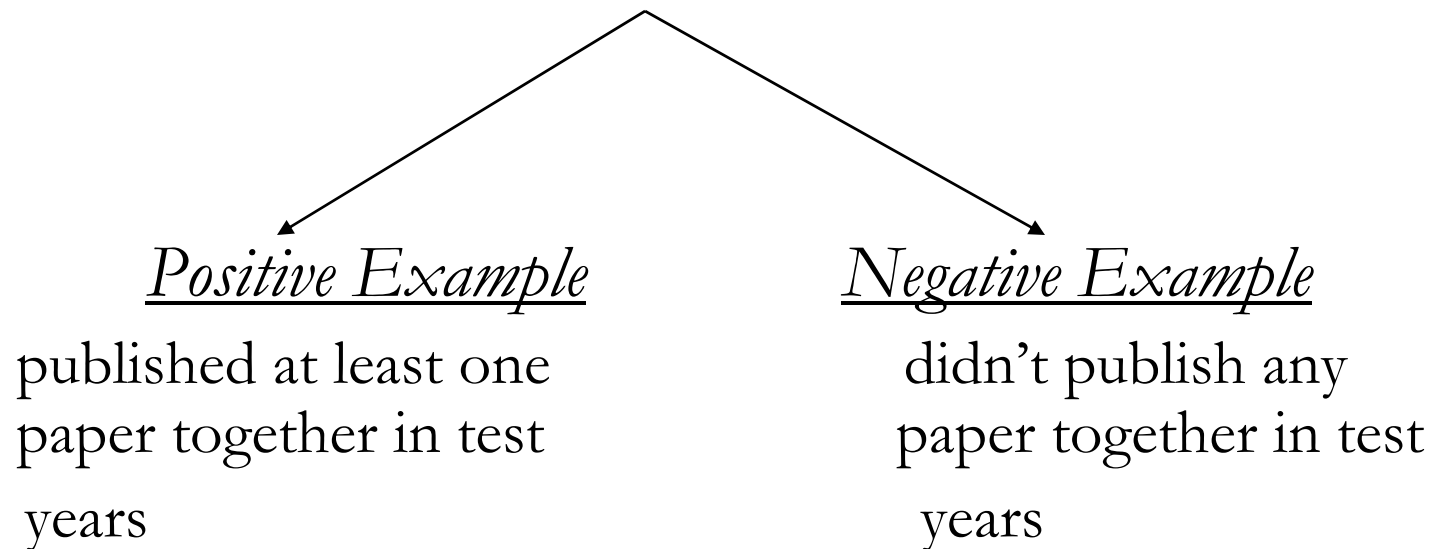 Positive Example
published at least one
paper together in test
years
Negative Example
didn’t publish any
paper together in test
years